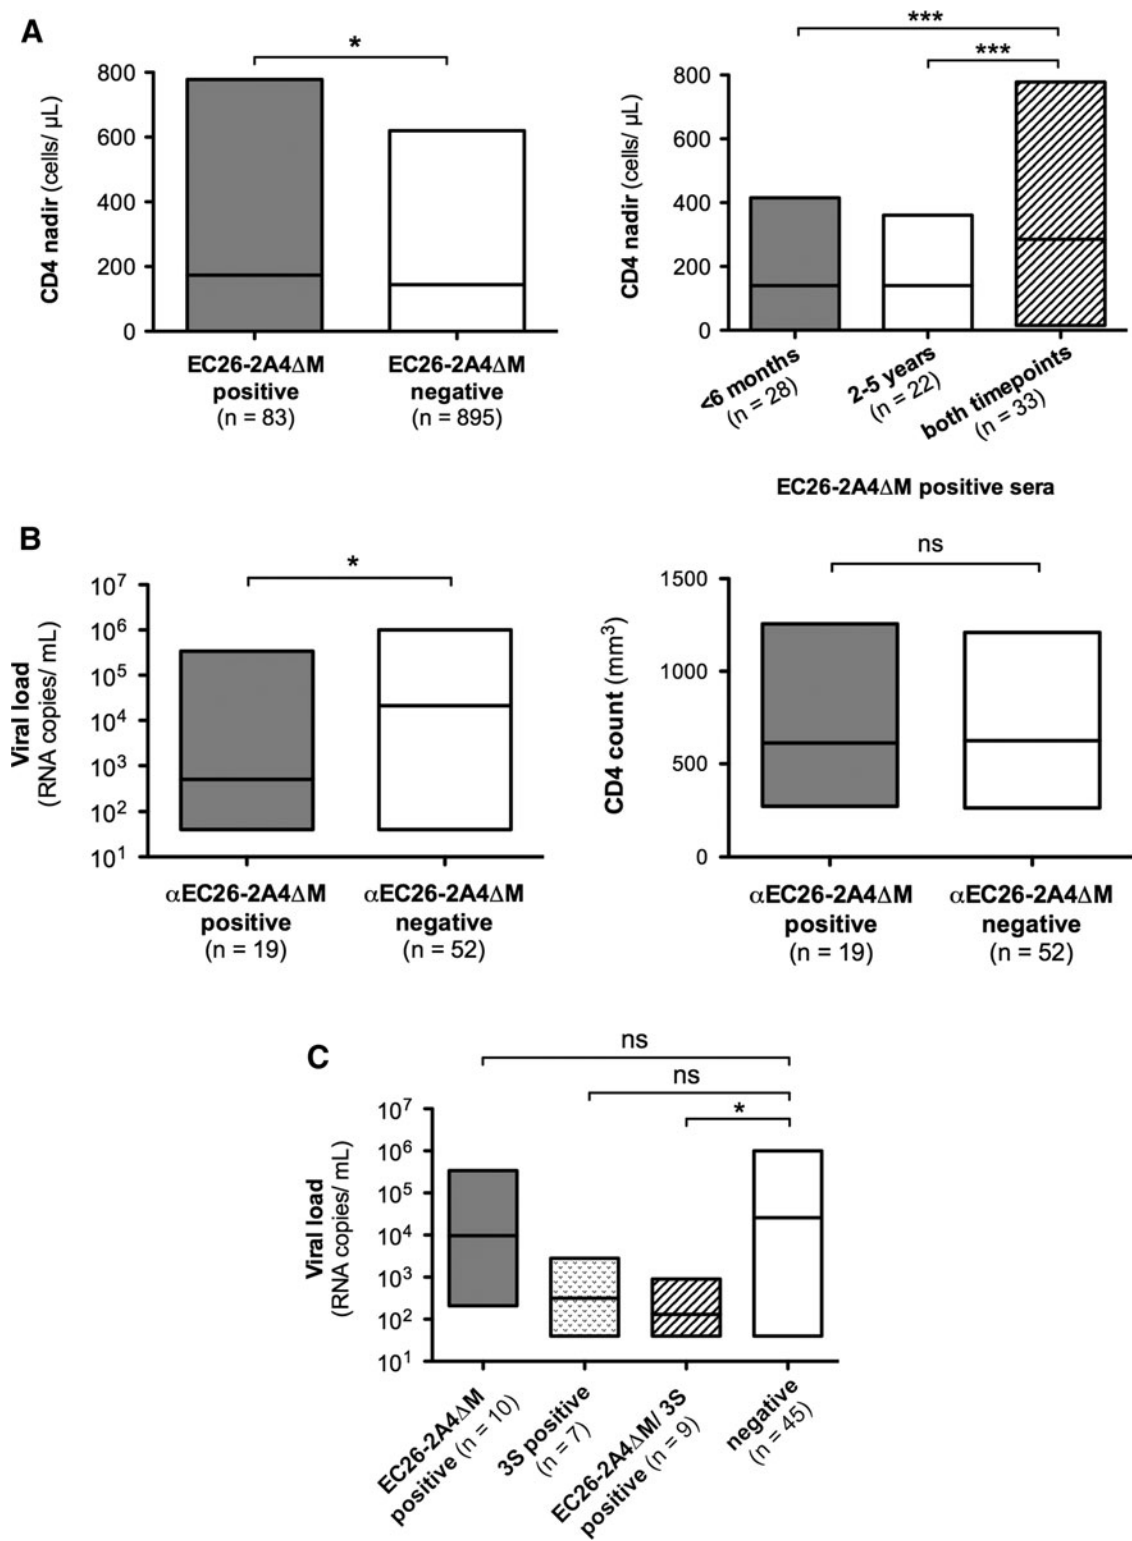 A
*
CD4 nadir (cells/ µL)
800
600
400
200
0
EC26-2A4ΔM
positive
(n = 83)
EC26-2A4ΔM
negative
(n = 895)
***
***
CD4 nadir (cells/ µL)
800
600
400
200
0
<6 months
(n = 28)
2-5 years
(n = 22)
both timepoints
(n = 33)
EC26-2A4ΔM positive sera
B
*
Viral load
(RNA copies/ mL)
10⁷
10⁶
10⁵
10⁴
10³
10²
10¹
αEC26-2A4ΔM
positive
(n = 19)
αEC26-2A4ΔM
negative
(n = 52)
ns
CD4 count (mm³)
1500
1000
500
0
αEC26-2A4ΔM
positive
(n = 19)
αEC26-2A4ΔM
negative
(n = 52)
C
ns
ns
*
Viral load
(RNA copies/ mL)
10⁷
10⁶
10⁵
10⁴
10³
10²
10¹
EC26-2A4ΔM
positive (n = 10)
3S positive
(n = 7)
EC26-2A4ΔM/ 3S
positive (n = 9)
negative
(n = 45)